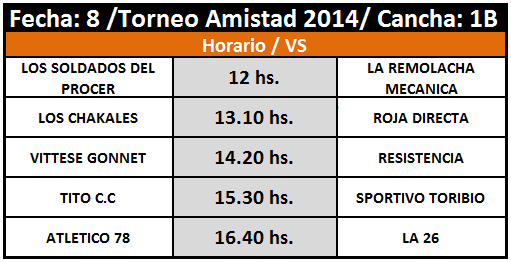 Fecha: 8 /Torneo Amistad 2014/ Cancha: 1B
Horario / VS
LOS SOLDADOS DEL PROCER 12 hs. LA REMOLACHA MECANICA
LOS CHAKALES 13.10 hs. ROJA DIRECTA
VITTESE GONNET 14.20 hs. RESISTENCIA
TITO C.C 15.30 hs. SPORTIVO TORIBIO
ATLETICO 78 16.40 hs. LA 26